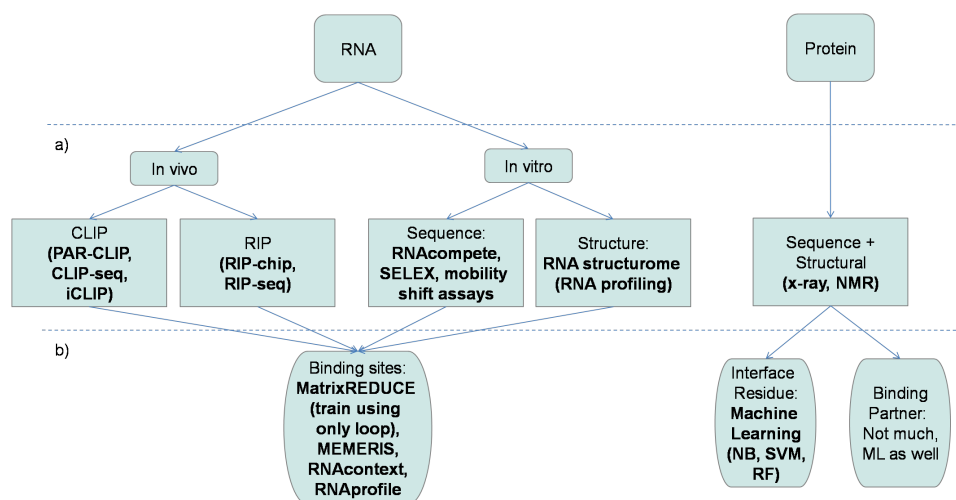 RNA
Protein
a)
In vivo
In vitro
CLIP
(PAR-CLIP,
CLIP-seq,
iCLIP)
RIP
(RIP-chip,
RIP-seq)
Sequence:
RNAcompete,
SELEX, mobility
shift assays
Structure:
RNA structurome
(RNA profiling)
Sequence +
Structural
(x-ray, NMR)
b)
Binding sites:
MatrixREDUCE
(train using
only loop),
MEMERIS,
RNAcontext,
RNAprofile
Interface
Residue:
Machine
Learning
(NB, SVM,
RF)
Binding
Partner:
Not much,
ML as well